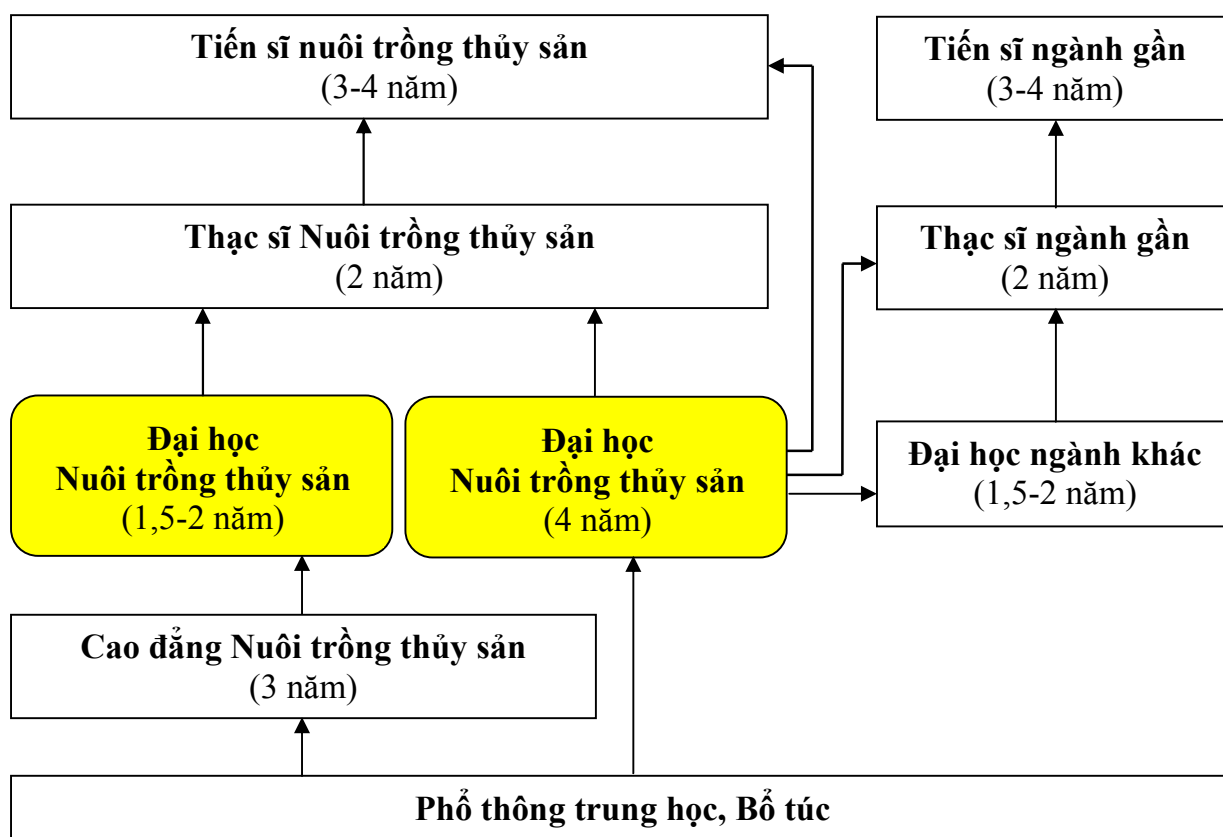 Tiến sĩ nuôi trồng thủy sản
(3-4 năm)
Tiến sĩ ngành gần
(3-4 năm)
Thạc sĩ Nuôi trồng thủy sản
(2 năm)
Thạc sĩ ngành gần
(2 năm)
Đại học
Nuôi trồng thủy sản
(1,5-2 năm)
Đại học
Nuôi trồng thủy sản
(4 năm)
Đại học ngành khác
(1,5-2 năm)
Cao đẳng Nuôi trồng thủy sản
(3 năm)
Phổ thông trung học, Bổ túc